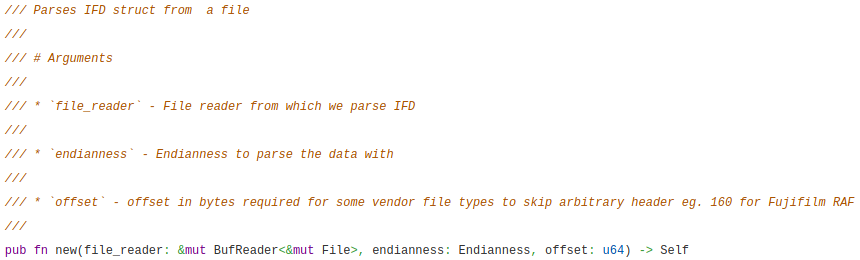 /// Parses IFD struct from  a file
///
/// # Arguments
///
/// * `file_reader` - File reader from which we parse IFD
///
/// * `endianness` - Endianness to parse the data with
///
/// * `offset` - offset in bytes required for some vendor file types to skip arbitrary header eg. 160 for Fujifilm RAF
///
pub fn new(file_reader: &mut BufReader<&mut File>, endianness: Endianness, offset: u64) -> Self